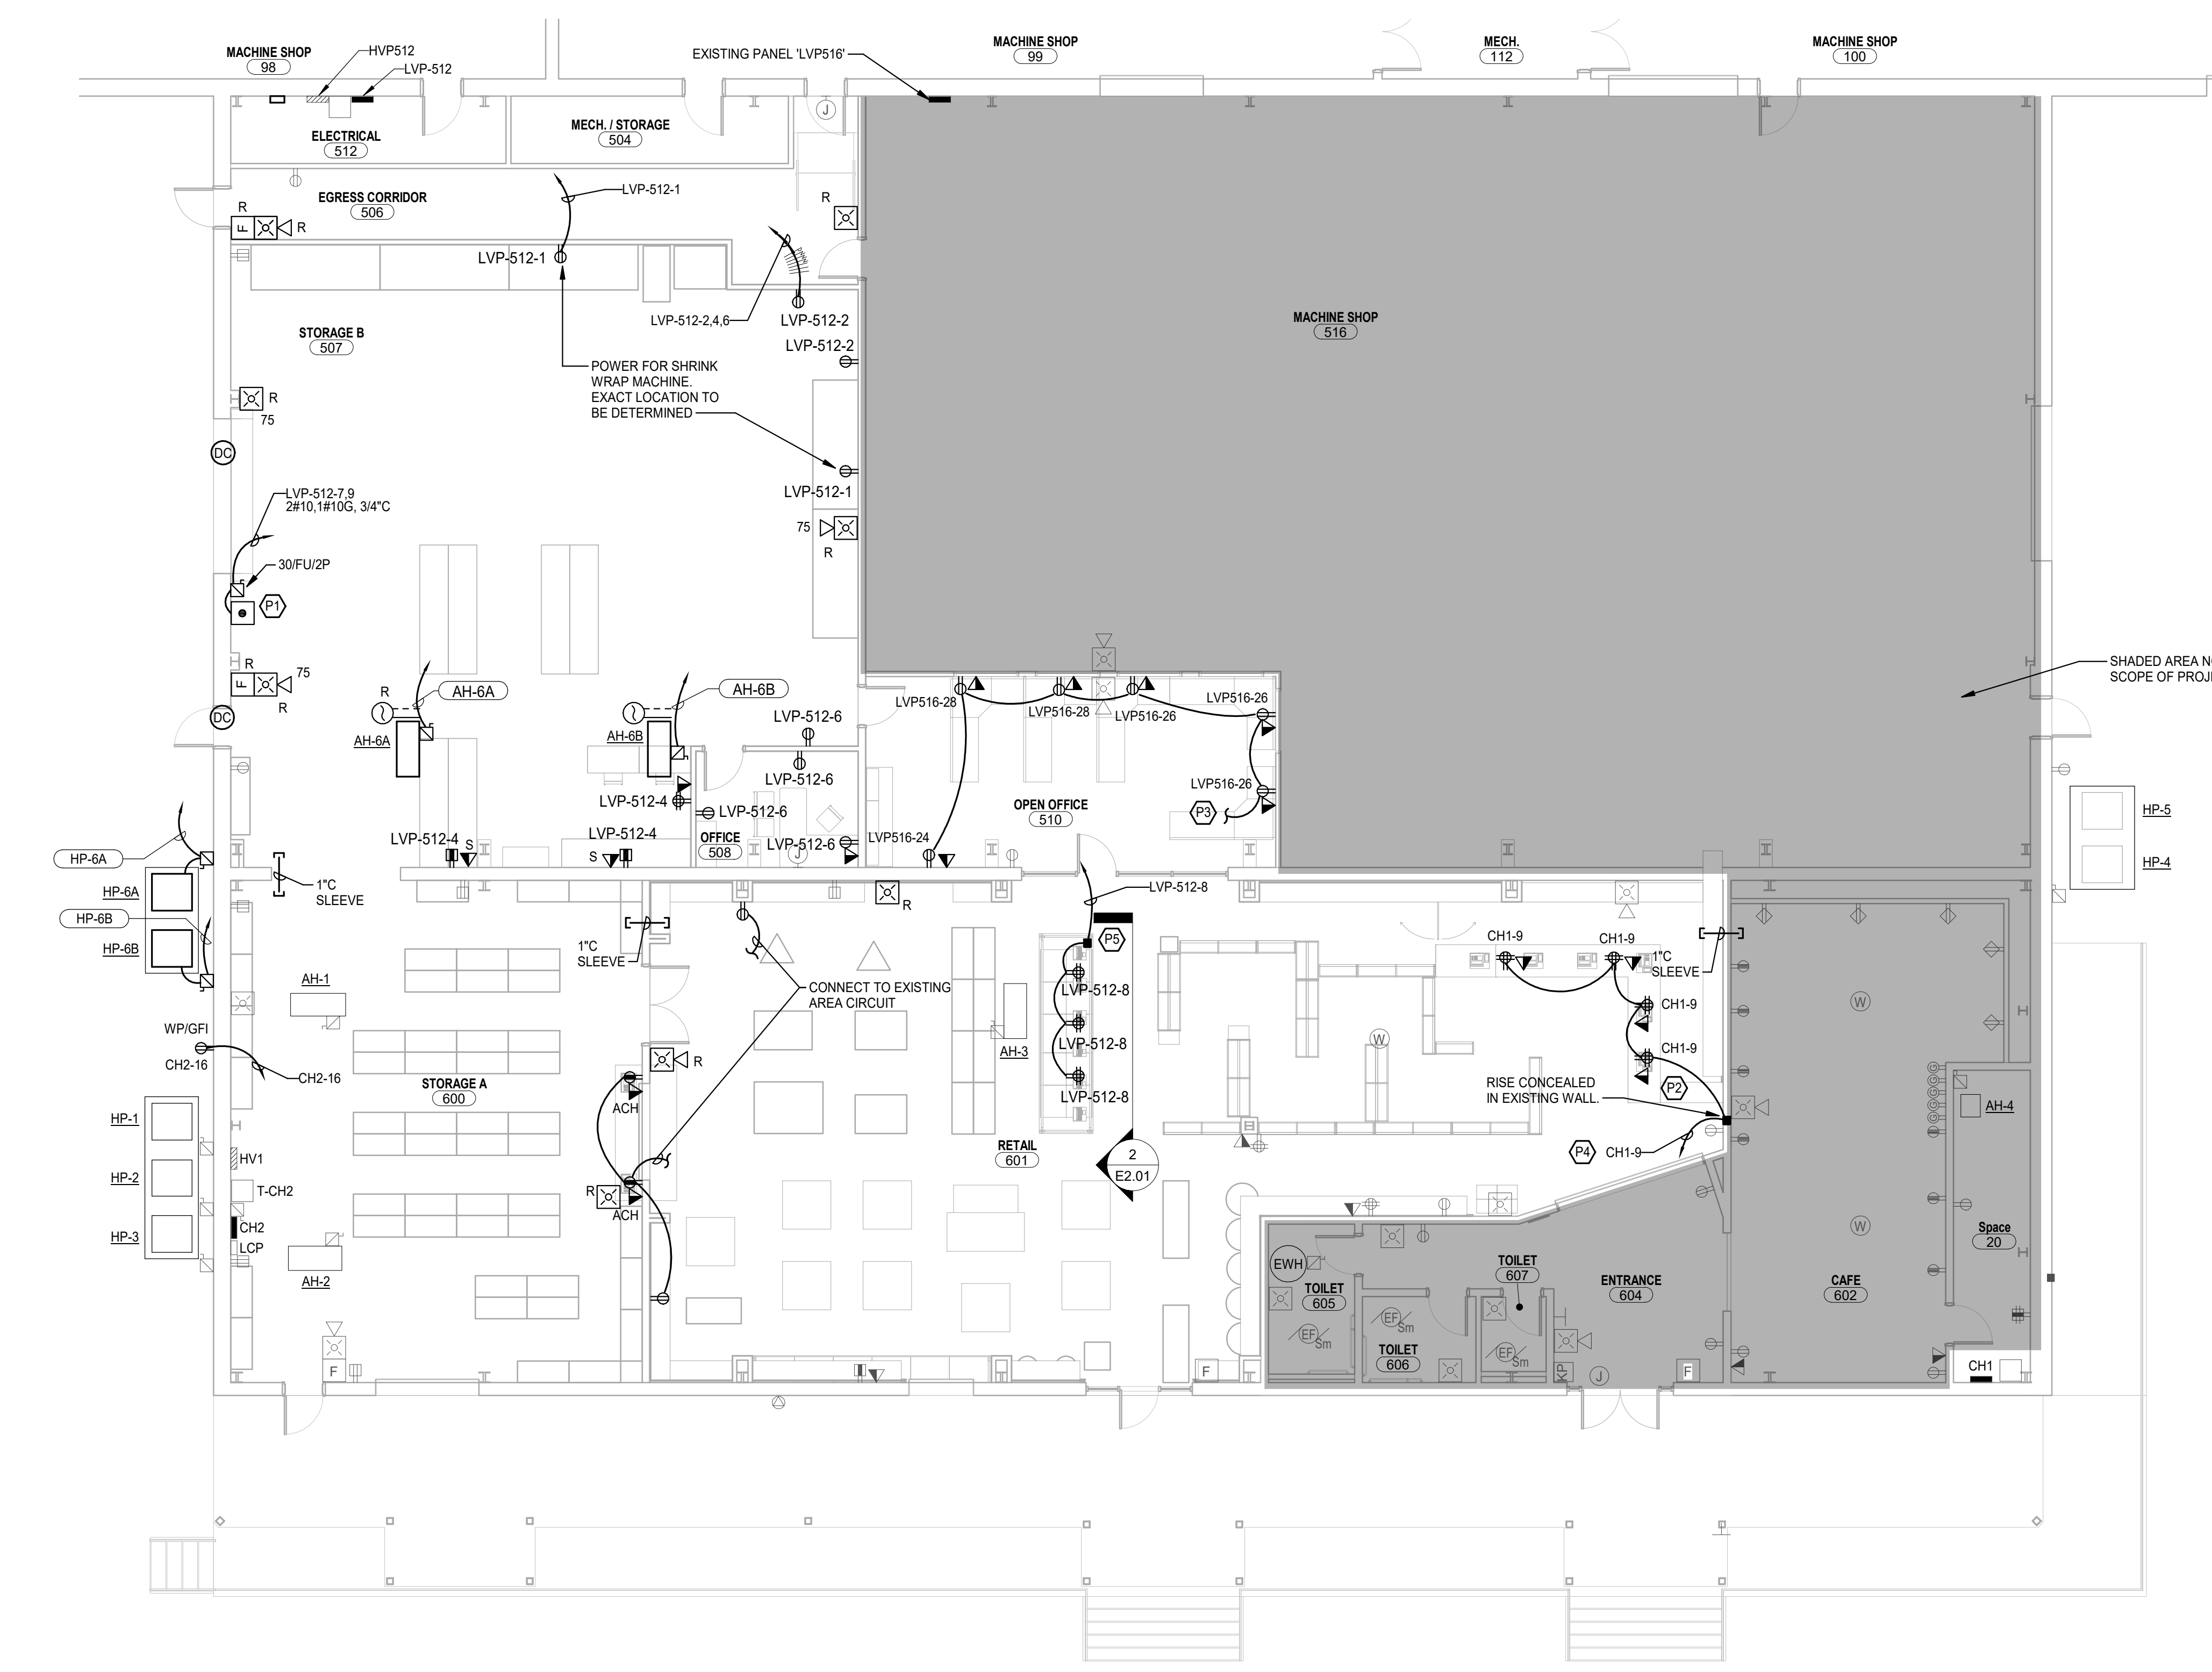 MACHINE SHOP
98
HVP512
LVP-512
EXISTING PANEL 'LVP516'
MACHINE SHOP
99
MECH.
112
MACHINE SHOP
100
ELECTRICAL
512
MECH. / STORAGE
504
J
EGRESS CORRIDOR
506
LVP-512-1
R
R
F
R
LVP-512-1
LVP-512-2,4,6
LVP-512-2
LVP-512-2
STORAGE B
507
MACHINE SHOP
516
POWER FOR SHRINK
WRAP MACHINE.
EXACT LOCATION TO
BE DETERMINED
R
75
DC
LVP-512-1
LVP-512-7,9
2#10,1#10G, 3/4"C
75
R
30/FU/2P
P1
R
F
75
R
DC
R
AH-6A
AH-6A
AH-6B
AH-6B
LVP-512-6
LVP-512-6
LVP-512-4
LVP-512-6
LVP-512-4
S
LVP-512-4
S
OFFICE
508
LVP-512-6
J
LVP516-28
LVP516-28
LVP516-26
LVP516-26
LVP516-26
P3
OPEN OFFICE
510
LVP516-24
SHADED AREA N
SCOPE OF PROJ
HP-5
HP-4
HP-6A
HP-6A
HP-6B
HP-6B
1"C
SLEEVE
1"C
SLEEVE
R
LVP-512-8
P5
LVP-512-8
LVP-512-8
LVP-512-8
CONNECT TO EXISTING
AREA CIRCUIT
AH-1
AH-3
WP/GFI
CH2-16
CH2-16
STORAGE A
600
R
ACH
R
ACH
HP-1
HP-2
HP-3
HV1
T-CH2
CH2
LCP
AH-2
F
RETAIL
601
2
E2.01
CH1-9
CH1-9
1"C
SLEEVE
CH1-9
CH1-9
W
P2
RISE CONCEALED
IN EXISTING WALL.
P4
CH1-9
W
G
G
G
G
G
AH-4
W
Space
20
EWH
TOILET
605
EF
Sm
EF
Sm
TOILET
606
TOILET
607
EF
Sm
ENTRANCE
604
CAFE
602
F
KP
J
F
CH1